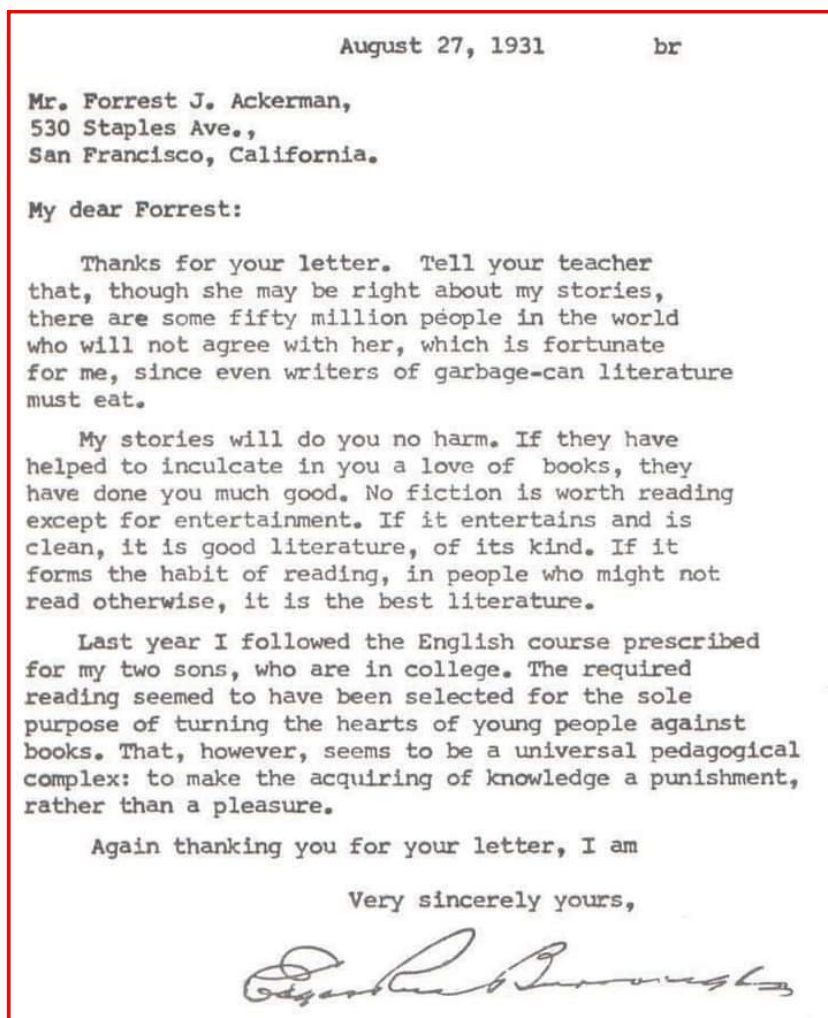 August 27, 1931 br
Mr. Forrest J. Ackerman,
530 Staples Ave.,
San Francisco, California.
My dear Forrest:
Thanks for your letter. Tell your teacher
that, though she may be right about my stories,
there are some fifty million people in the world
who will not agree with her, which is fortunate
for me, since even writers of garbage-can literature
must eat.
My stories will do you no harm. If they have
helped to inculcate in you a love of books, they
have done you much good. No fiction is worth reading
except for entertainment. If it entertains and is
clean, it is good literature, of its kind. If it
forms the habit of reading, in people who might not
read otherwise, it is the best literature.
Last year I followed the English course prescribed
for my two sons, who are in college. The required
reading seemed to have been selected for the sole
purpose of turning the hearts of young people against
books. That, however, seems to be a universal pedagogical
complex: to make the acquiring of knowledge a punishment,
rather than a pleasure.
Again thanking you for your letter, I am
Very sincerely yours,
Edgar Rice Burroughs